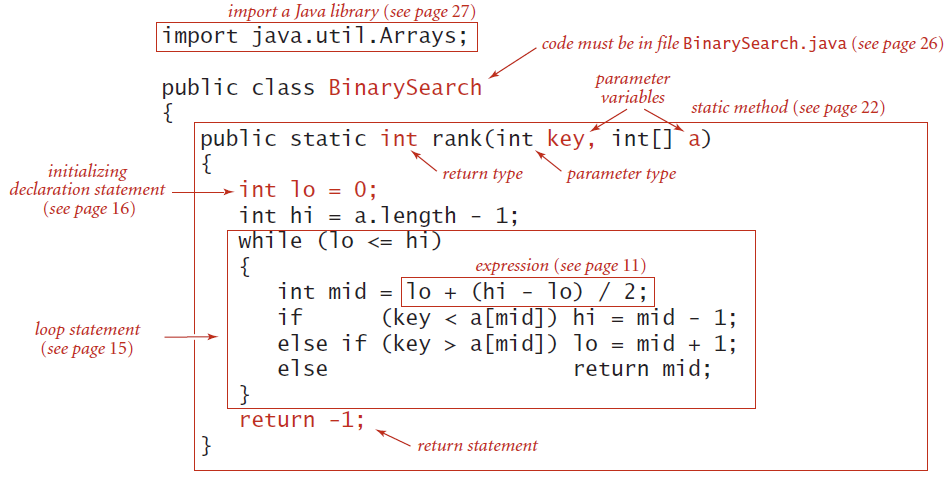 import a Java library (see page 27)
import java.util.Arrays;
code must be in file BinarySearch.java (see page 26)
public class BinarySearch
parameter
variables
{
static method (see page 22)
public static int rank(int key, int[] a)
{
return type
parameter type
initializing
declaration statement
(see page 16)
int lo = 0;
int hi = a.length - 1;
while (lo <= hi)
{
expression (see page 11)
int mid = lo + (hi - lo) / 2;
if (key < a[mid]) hi = mid - 1;
else if (key > a[mid]) lo = mid + 1;
else return mid;
}
loop statement
(see page 15)
return -1;
return statement
}